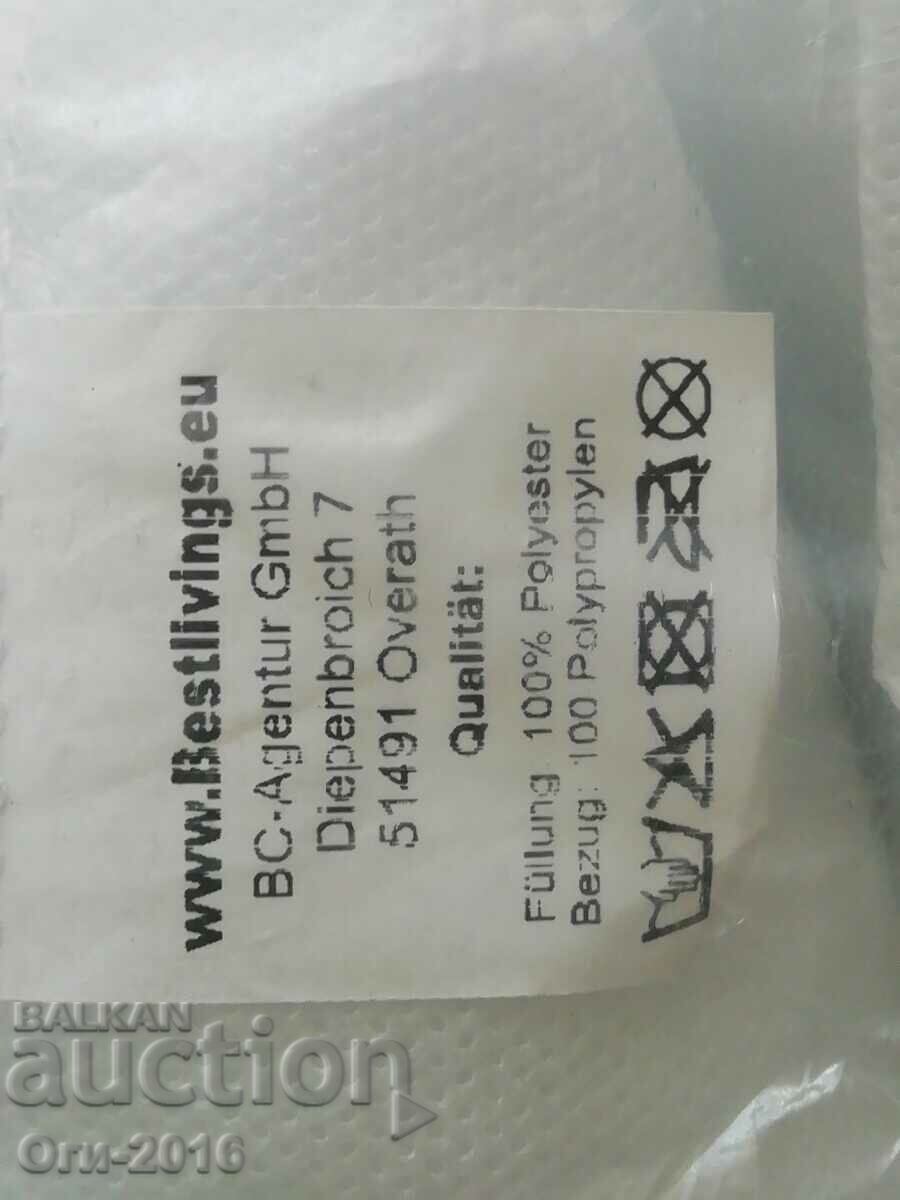 www.Bestlivings.eu
BC-Agentur GmbH
Diepenbroich 7
51491 Overath
Qualität:
Füllung: 100% Polyester
Bezug: 100 Polypropylen
BALKAN
auction
Оги-2016